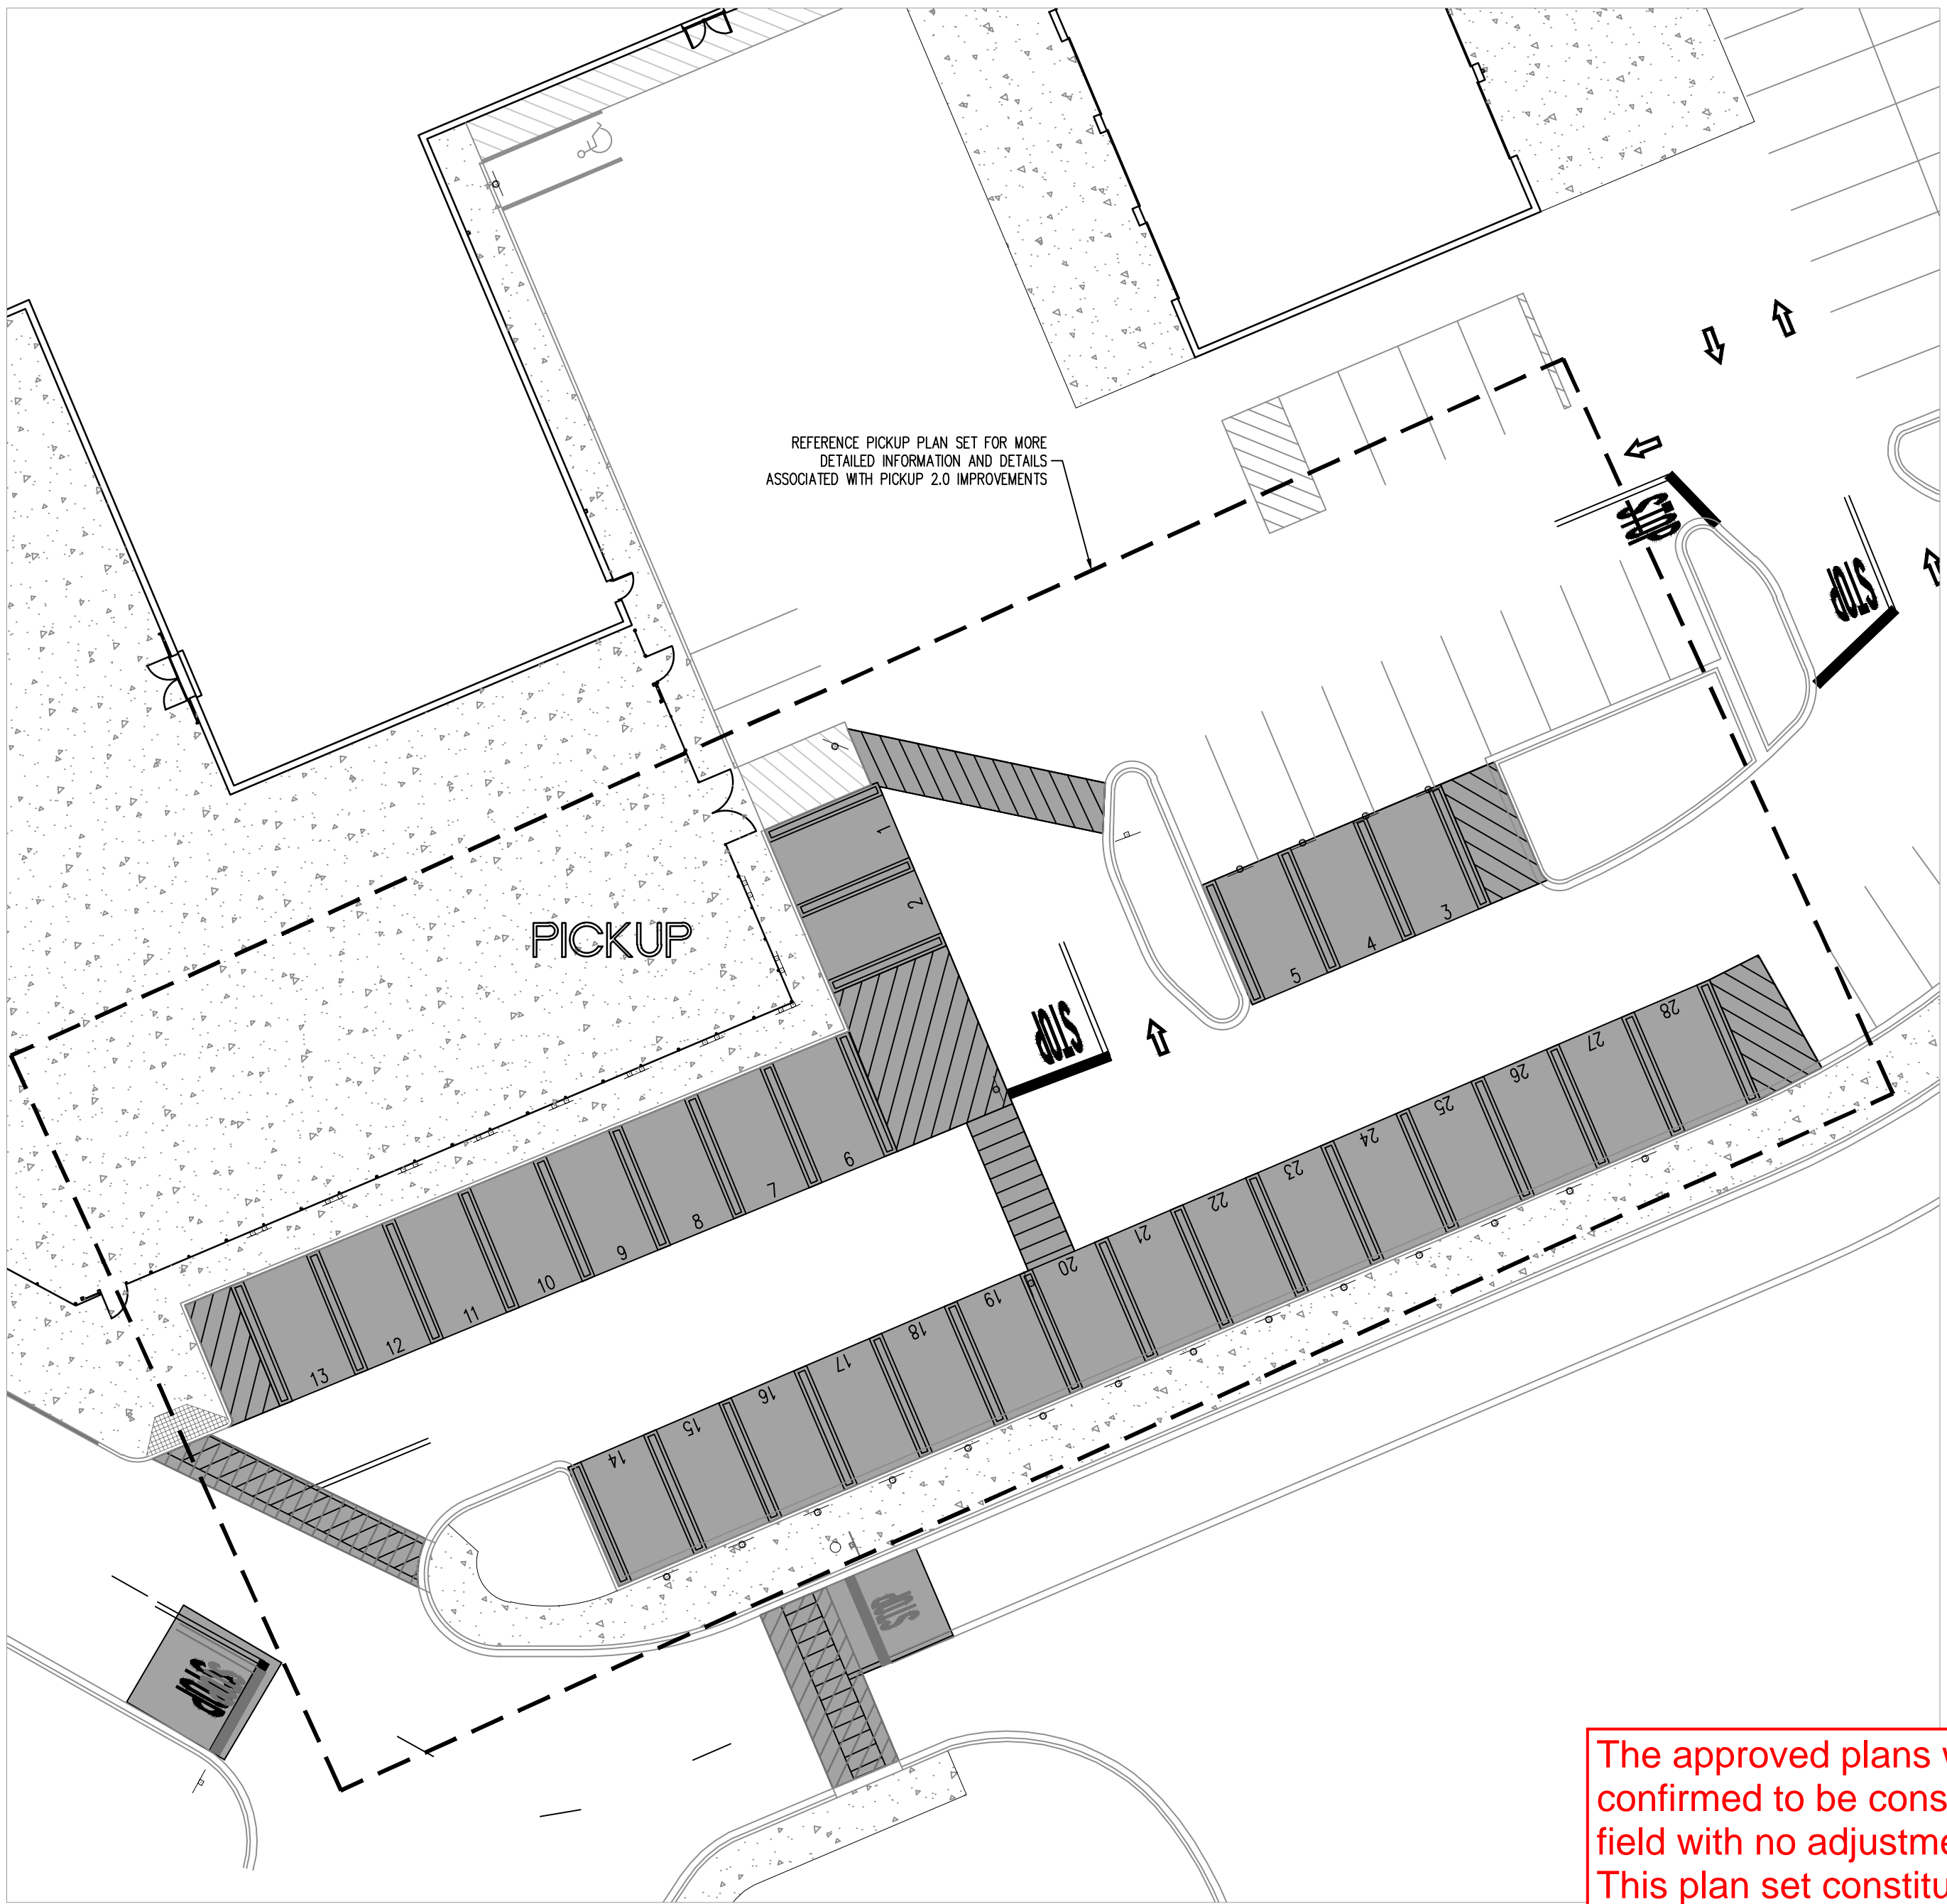 REFERENCE PICKUP PLAN SET FOR MORE
DETAILED INFORMATION AND DETAILS
ASSOCIATED WITH PICKUP 2.0 IMPROVEMENTS
STOP
STOP
1
2
3
4
5
PICKUP
STOP
28
27
26
25
24
23
22
21
20
19
18
17
16
15
14
6
7
8
9
10
11
12
13
STOP
STOP
The approved plans
confirmed to be cons
field with no adjustme
This plan set constitu